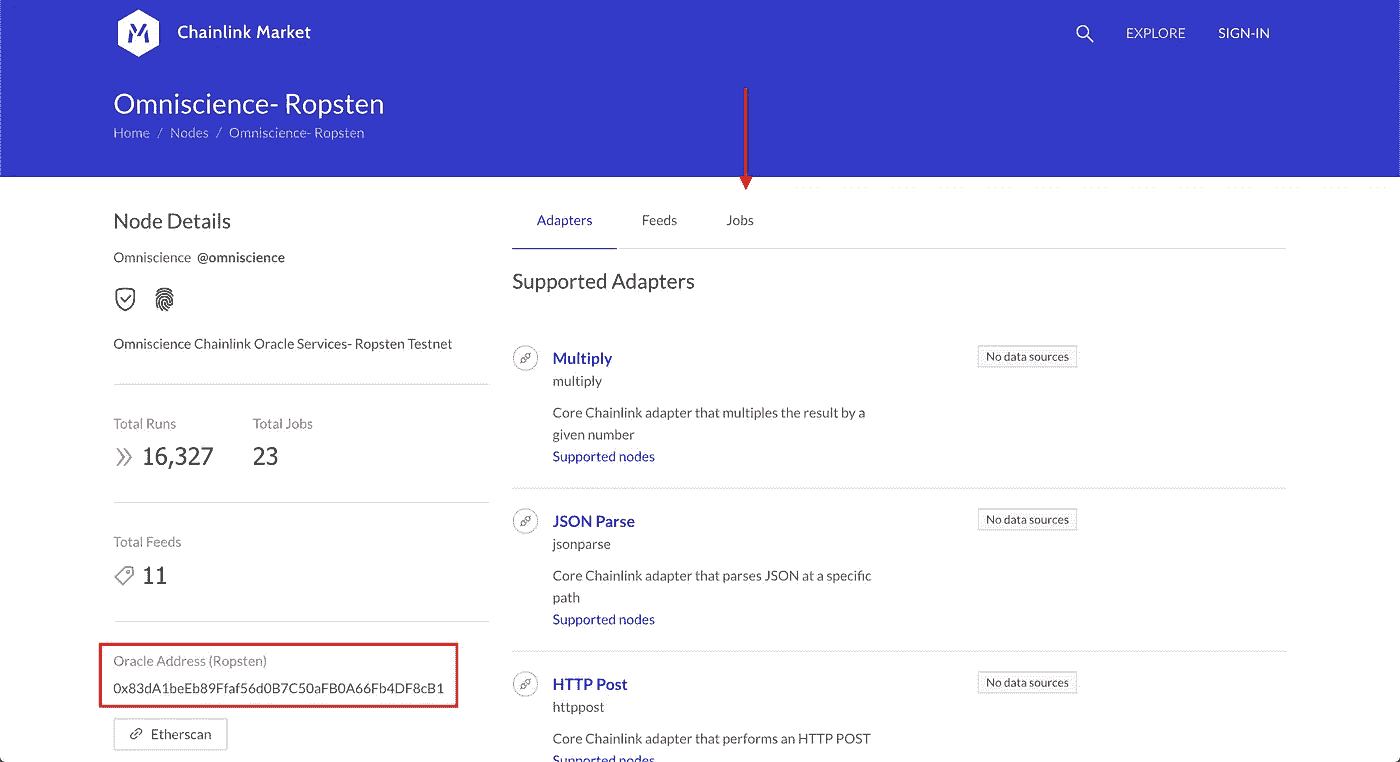 Chainlink Market
EXPLORE
SIGN-IN
Omniscience- Ropsten
Home / Nodes / Omniscience- Ropsten
Node Details
Omniscience @omniscience
Omniscience Chainlink Oracle Services- Ropsten Testnet
Total Runs
Total Jobs
16,327
23
Total Feeds
11
Oracle Address (Ropsten)
0x83dA1beEb89Ffaf56d0B7C50aFB0A66Fb4DF8cB1
Etherscan
Adapters
Feeds
Jobs
Supported Adapters
Multiply
No data sources
multiply
Core Chainlink adapter that multiples the result by a
given number
Supported nodes
JSON Parse
No data sources
jsonparse
Core Chainlink adapter that parses JSON at a specific
path
Supported nodes
HTTP Post
No data sources
httppost
Core Chainlink adapter that performs an HTTP POST
Supported nodes